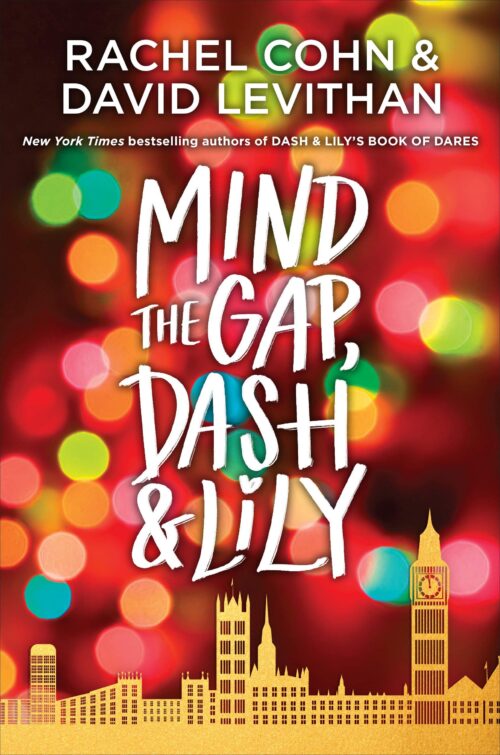 RACHEL COHN &
DAVID LEVITHAN
New York Times bestselling authors of DASH & LILY'S BOOK OF DARES
MIND
THE GAP,
DASH
& LiLY